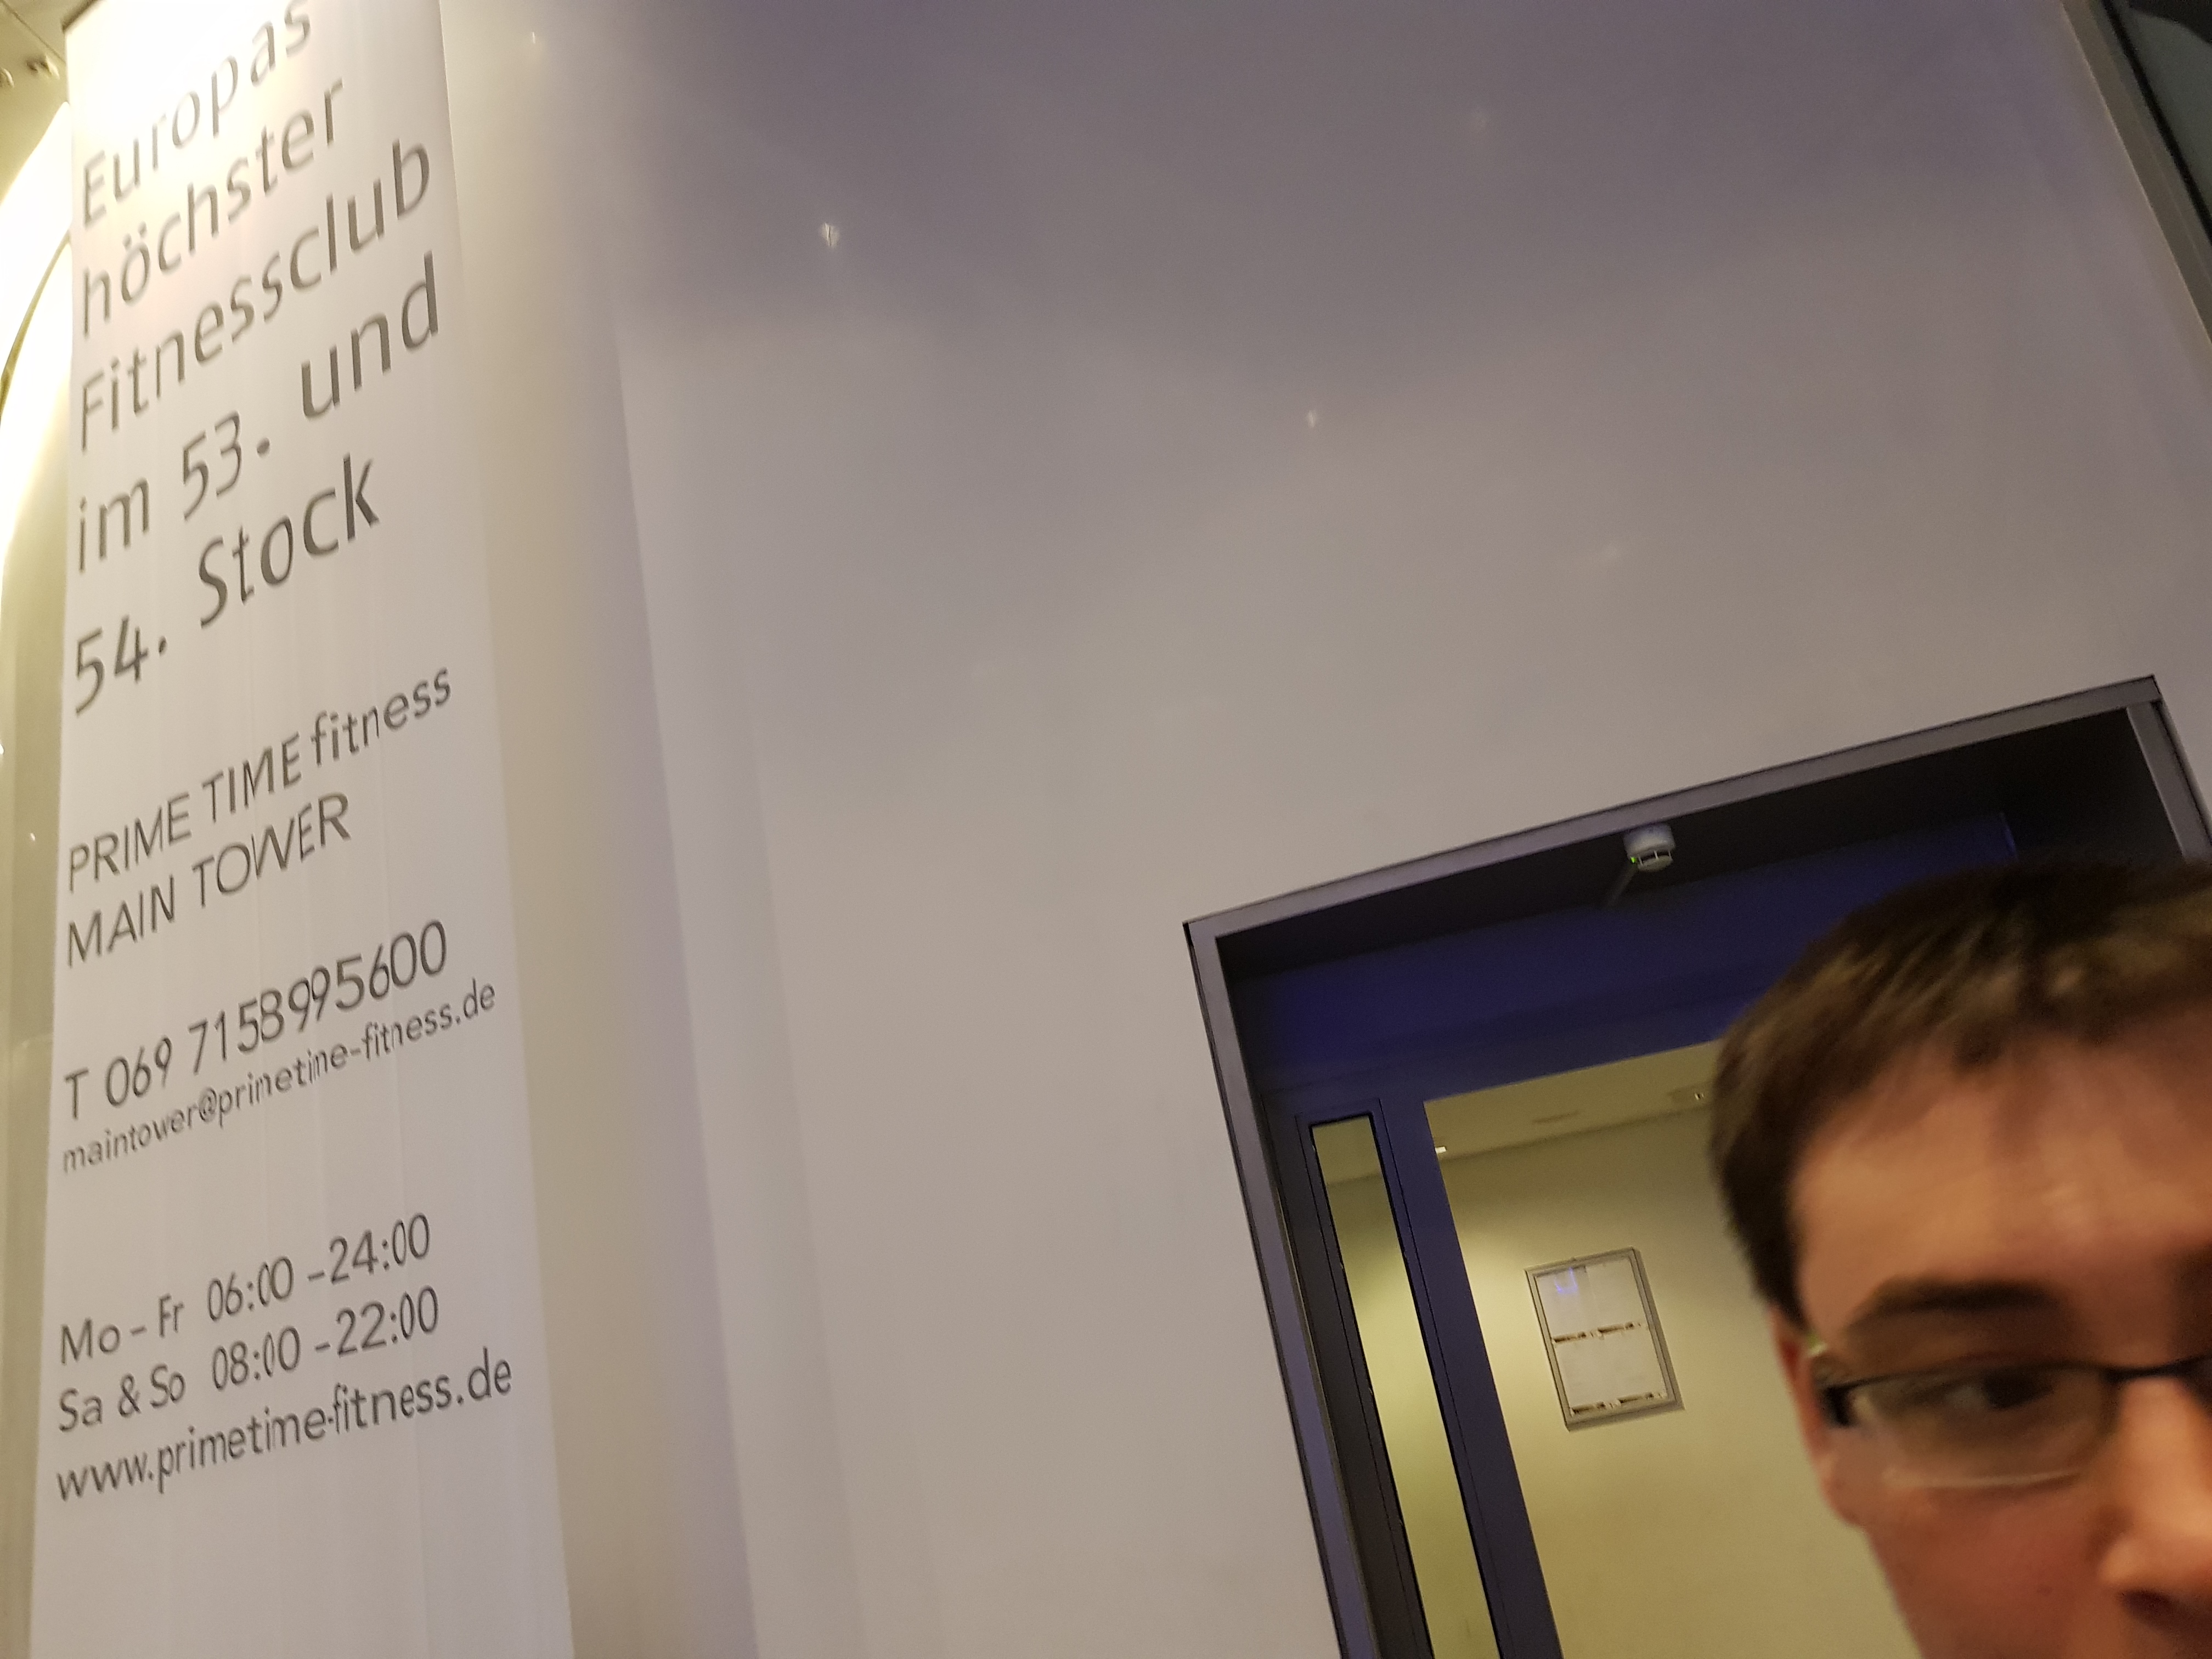 Europas
höchster
Fitnessclub
im 53. und
54. Stock
PRIME TIME fitness
MAIN TOWER
T 069 7158995600
maintower@primetime-fitness.de
Mo – Fr 06:00 – 24:00
Sa & So 08:00 – 22:00
www.primetime-fitness.de